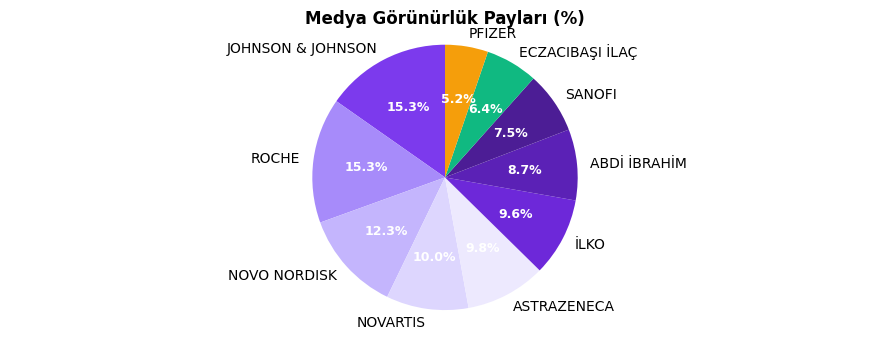 Medya Görünürlük Payları (%)
PFIZER
5.2%
ECZACIBAŞI İLAÇ
6.4%
SANOFI
7.5%
ABDİ İBRAHİM
8.7%
İLKO
9.6%
ASTRAZENECA
9.8%
NOVARTIS
10.0%
NOVO NORDISK
12.3%
ROCHE
15.3%
JOHNSON & JOHNSON
15.3%